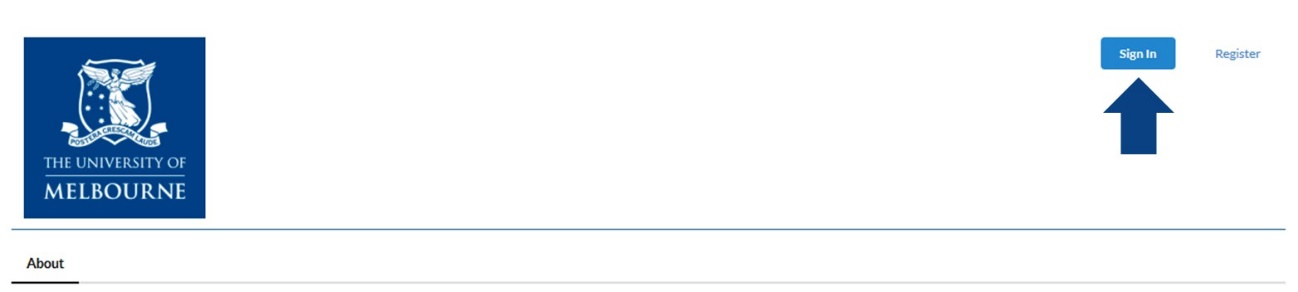 Sign In
Register
POSTERA CRESCAM LAUDE
THE UNIVERSITY OF
MELBOURNE
About